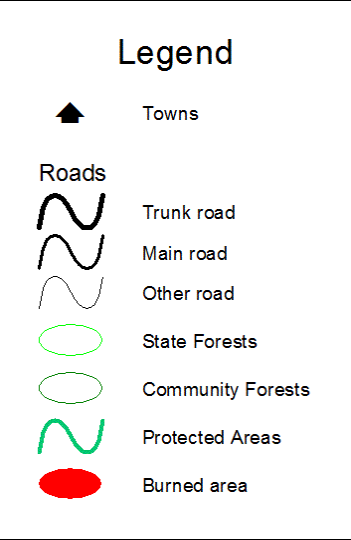 Legend
Towns
Roads
Trunk road
Main road
Other road
State Forests
Community Forests
Protected Areas
Burned area